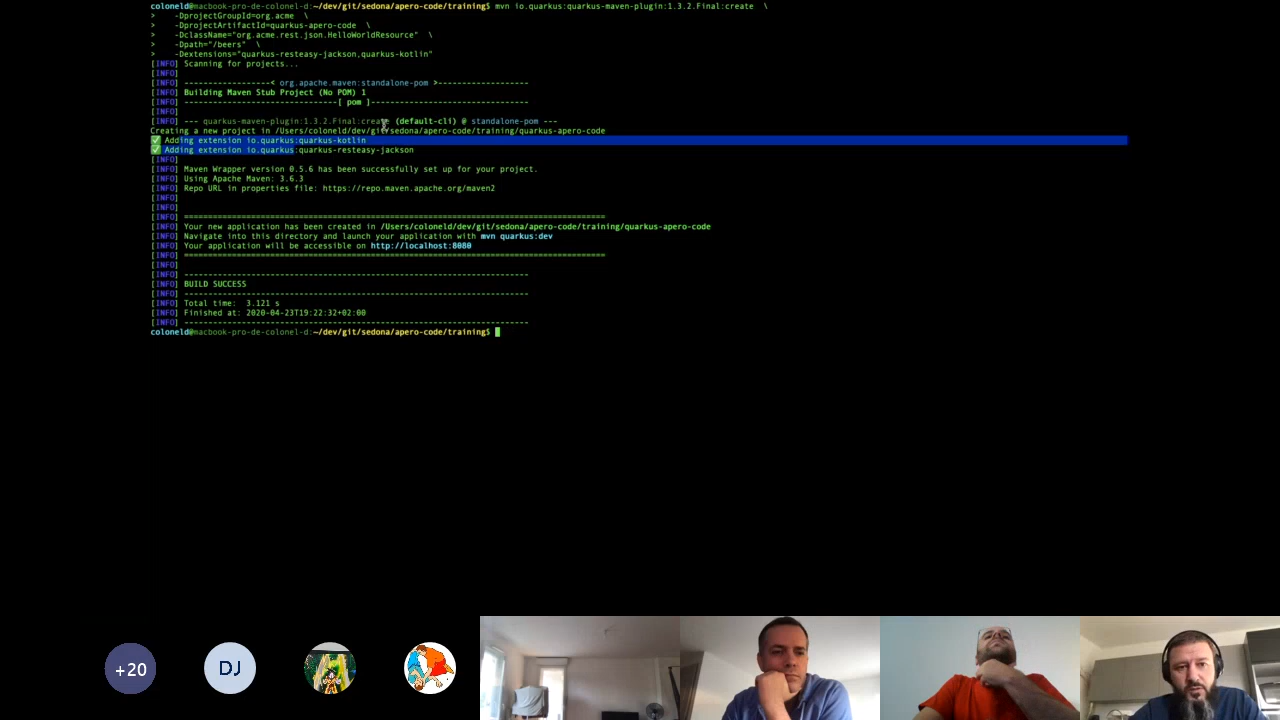 coloneld@macbook-pro-de-colonel-d:~/dev/git/sedona/apero-code/training$ mvn io.quarkus:quarkus-maven-plugin:1.3.2.Final:create \
> -DprojectGroupId=org.acme \
> -DprojectArtifactId=quarkus-apero-code \
> -DclassName="org.acme.rest.json.HelloWorldResource" \
> -Dpath="/beers" \
> -Dextensions="quarkus-resteasy-jackson,quarkus-kotlin"
[INFO] Scanning for projects...
[INFO]
[INFO] ------------------< org.apache.maven:standalone-pom >-------------------
[INFO] Building Maven Stub Project (No POM) 1
[INFO] --------------------------------[ pom ]---------------------------------
[INFO]
[INFO] --- quarkus-maven-plugin:1.3.2.Final:create (default-cli) @ standalone-pom ---
Creating a new project in /Users/coloneld/dev/git/sedona/apero-code/training/quarkus-apero-code
✅ Adding extension io.quarkus:quarkus-kotlin
✅ Adding extension io.quarkus:quarkus-resteasy-jackson
[INFO]
[INFO] Maven Wrapper version 0.5.6 has been successfully set up for your project.
[INFO] Using Apache Maven: 3.6.3
[INFO] Repo URL in properties file: https://repo.maven.apache.org/maven2
[INFO]
[INFO]
[INFO] ========================================================================================
[INFO] Your new application has been created in /Users/coloneld/dev/git/sedona/apero-code/training/quarkus-apero-code
[INFO] Navigate into this directory and launch your application with mvn quarkus:dev
[INFO] Your application will be accessible on http://localhost:8080
[INFO] ========================================================================================
[INFO]
[INFO] ------------------------------------------------------------------------
[INFO] BUILD SUCCESS
[INFO] ------------------------------------------------------------------------
[INFO] Total time:  3.121 s
[INFO] Finished at: 2020-04-23T19:22:32+02:00
[INFO] ------------------------------------------------------------------------
coloneld@macbook-pro-de-colonel-d:~/dev/git/sedona/apero-code/training$
+20
DJ